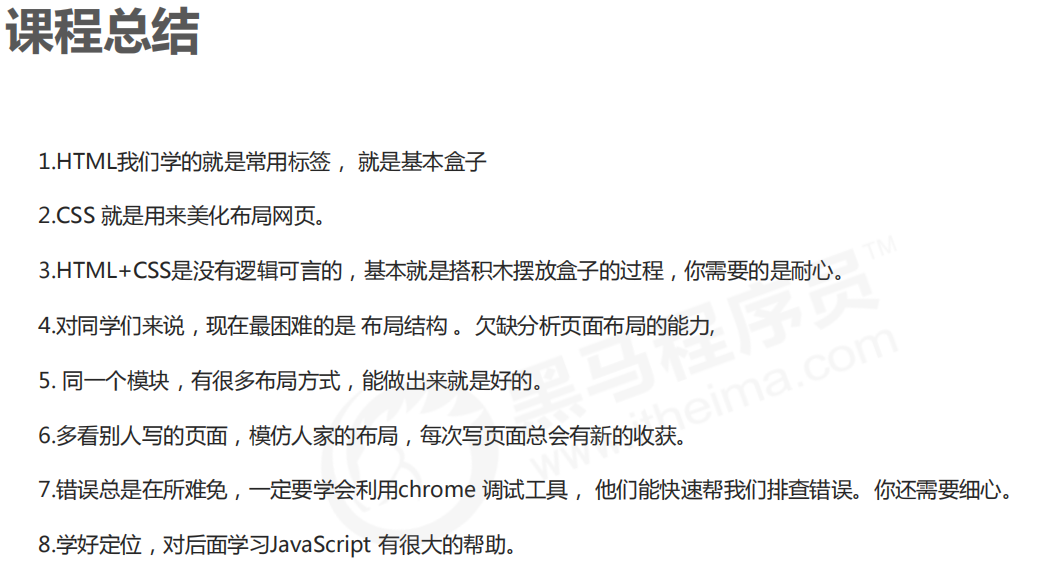 课程总结
1.HTML我们学的就是常用标签， 就是基本盒子
2.CSS 就是用来美化布局网页。
3.HTML+CSS是没有逻辑可言的，基本就是搭积木摆放盒子的过程，你需要的是耐心。
4.对同学们来说，现在最困难的是 布局结构 。欠缺分析页面布局的能力,
5. 同一个模块，有很多布局方式，能做出来就是好的。
6.多看别人写的页面，模仿人家的布局，每次写页面总会有新的收获。
7.错误总是在所难免，一定要学会利用chrome 调试工具， 他们能快速帮我们排查错误。你还需要细心。
8.学好定位，对后面学习JavaScript 有很大的帮助。
黑马程序员™
www.itheima.com